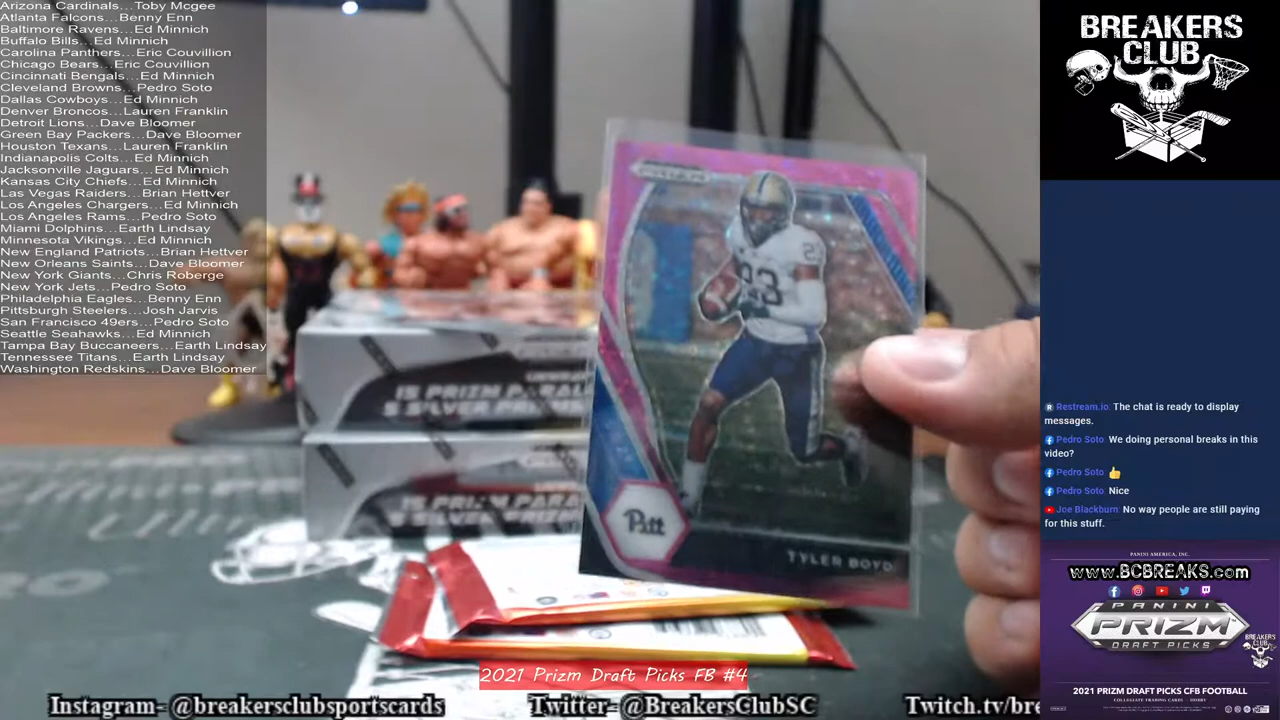 Arizona Cardinals...Toby Mcgee
Atlanta Falcons...Benny Enn
Baltimore Ravens...Ed Minnich
Buffalo Bills...Ed Minnich
Carolina Panthers...Eric Couvillion
Chicago Bears...Eric Couvillion
Cincinnati Bengals...Ed Minnich
Cleveland Browns...Pedro Soto
Dallas Cowboys...Ed Minnich
Denver Broncos...Lauren Franklin
Detroit Lions...Dave Bloomer
Green Bay Packers...Dave Bloomer
Houston Texans...Lauren Franklin
Indianapolis Colts...Ed Minnich
Jacksonville Jaguars...Ed Minnich
Kansas City Chiefs...Ed Minnich
Las Vegas Raiders...Brian Hettver
Los Angeles Chargers...Ed Minnich
Los Angeles Rams...Pedro Soto
Miami Dolphins...Earth Lindsay
Minnesota Vikings...Ed Minnich
New England Patriots...Brian Hettver
New Orleans Saints...Dave Bloomer
New York Giants...Chris Roberge
New York Jets...Pedro Soto
Philadelphia Eagles...Benny Enn
Pittsburgh Steelers...Josh Jarvis
San Francisco 49ers...Pedro Soto
Seattle Seahawks...Ed Minnich
Tampa Bay Buccaneers...Earth Lindsay
Tennessee Titans...Earth Lindsay
Washington Redskins...Dave Bloomer
23
Pitt
TYLER BOYD
15 PRIZM
5 SILVER PRIZM
2021 Prizm Draft Picks FB #4
Instagram- @breakersclubsportscards
Twitter- @BreakersClubSC
Twitch.tv/bre
BREAKERS
CLUB
Restream.io: The chat is ready to display
messages.
Pedro Soto: We doing personal breaks in this
video?
Pedro Soto: 👍
Pedro Soto: Nice
Joe Blackburn: No way people are still paying
for this stuff.
PANINI AMERICA, INC.
www.BCBREAKS.com
PANINI
PRIZM
DRAFT PICKS
BREAKERS
CLUB
2021 PRIZM DRAFT PICKS CFB FOOTBALL